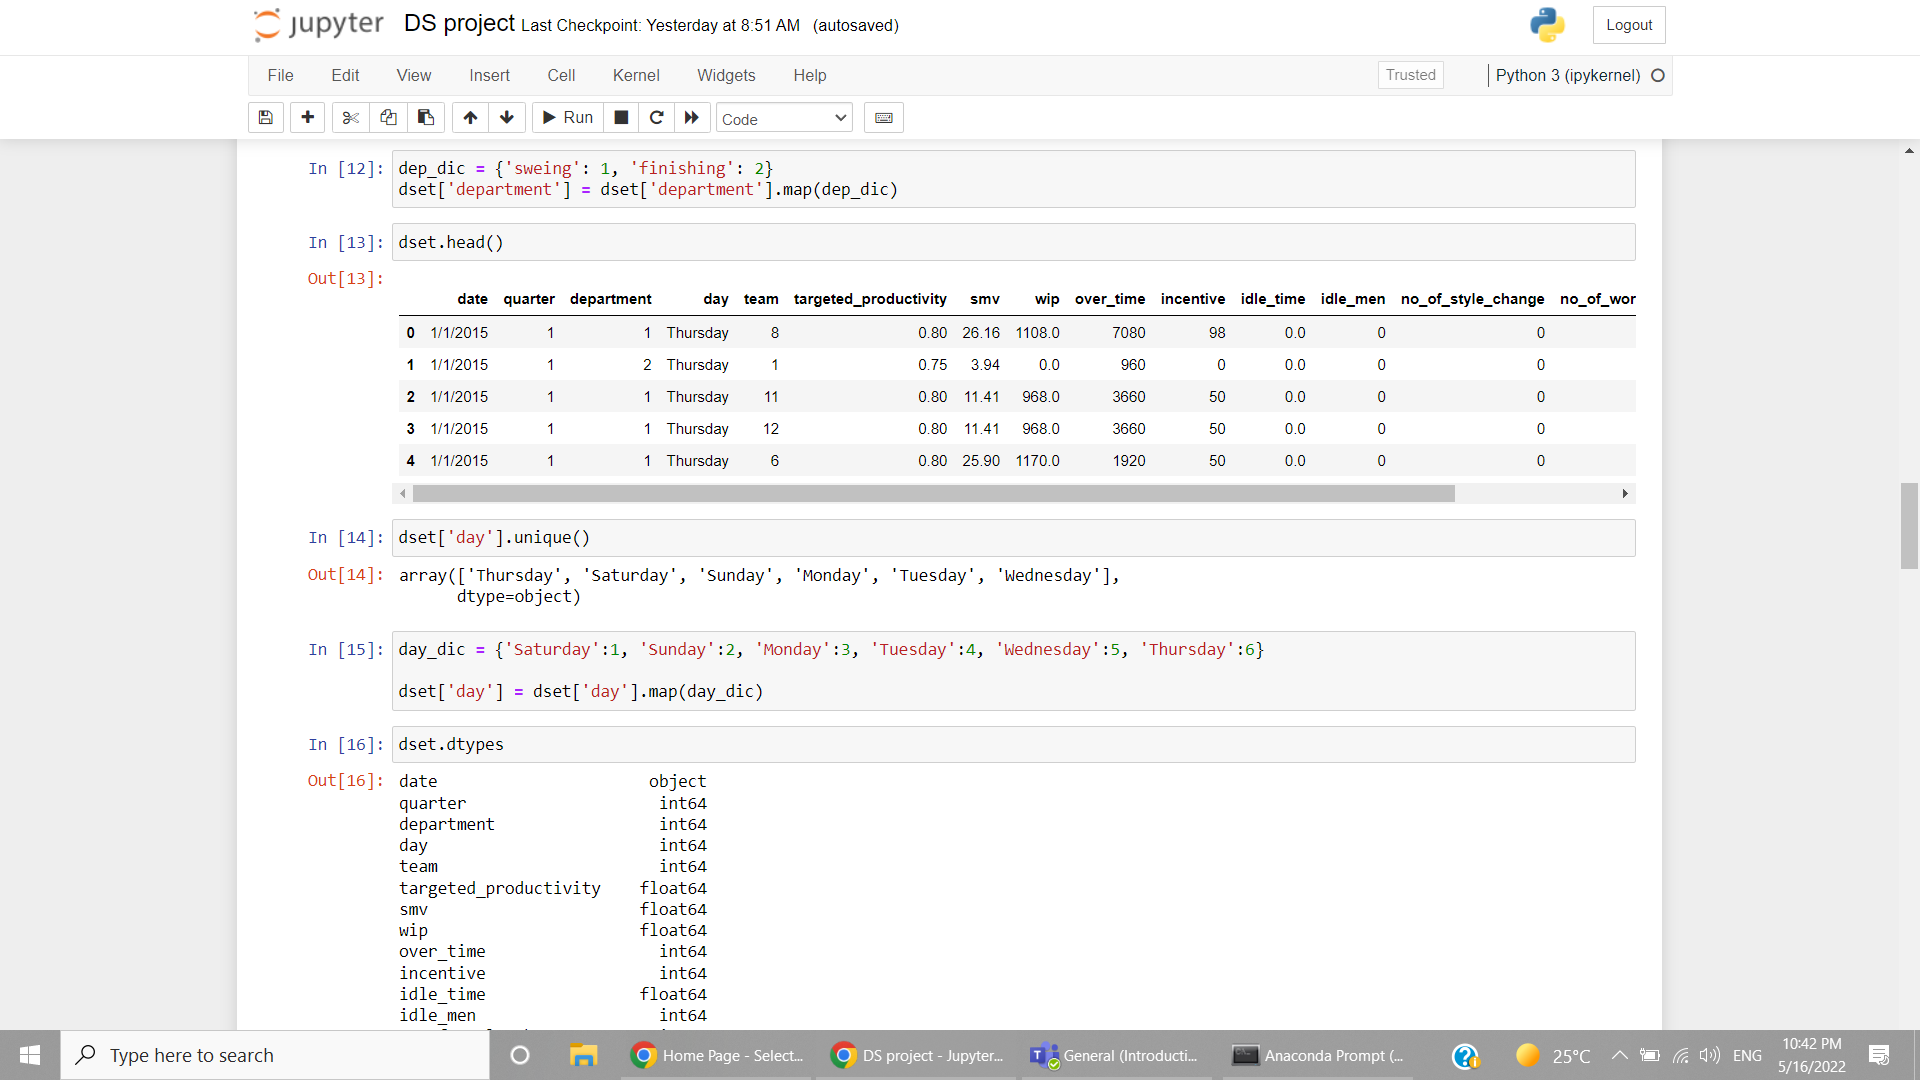 jupyter DS project Last Checkpoint: Yesterday at 8:51 AM (autosaved) Logout
File Edit View Insert Cell Kernel Widgets Help Trusted Python 3 (ipykernel)
Run Code
In [12]: dep_dic = {'sweing': 1, 'finishing': 2}
dset['department'] = dset['department'].map(dep_dic)
In [13]: dset.head()
Out[13]:
date quarter department day team targeted_productivity smv wip over_time incentive idle_time idle_men no_of_style_change no_of_wor
0 1/1/2015 1 1 Thursday 8 0.80 26.16 1108.0 7080 98 0.0 0 0
1 1/1/2015 1 2 Thursday 1 0.75 3.94 0.0 960 0 0.0 0 0
2 1/1/2015 1 1 Thursday 11 0.80 11.41 968.0 3660 50 0.0 0 0
3 1/1/2015 1 1 Thursday 12 0.80 11.41 968.0 3660 50 0.0 0 0
4 1/1/2015 1 1 Thursday 6 0.80 25.90 1170.0 1920 50 0.0 0 0
In [14]: dset['day'].unique()
Out[14]: array(['Thursday', 'Saturday', 'Sunday', 'Monday', 'Tuesday', 'Wednesday'],
dtype=object)
In [15]: day_dic = {'Saturday':1, 'Sunday':2, 'Monday':3, 'Tuesday':4, 'Wednesday':5, 'Thursday':6}
dset['day'] = dset['day'].map(day_dic)
In [16]: dset.dtypes
Out[16]: date object
quarter int64
department int64
day int64
team int64
targeted_productivity float64
smv float64
wip float64
over_time int64
incentive int64
idle_time float64
idle_men int64
Type here to search Home Page - Select... DS project - Jupyter... General (Introducti... Anaconda Prompt (... 25°C ENG 10:42 PM
5/16/2022